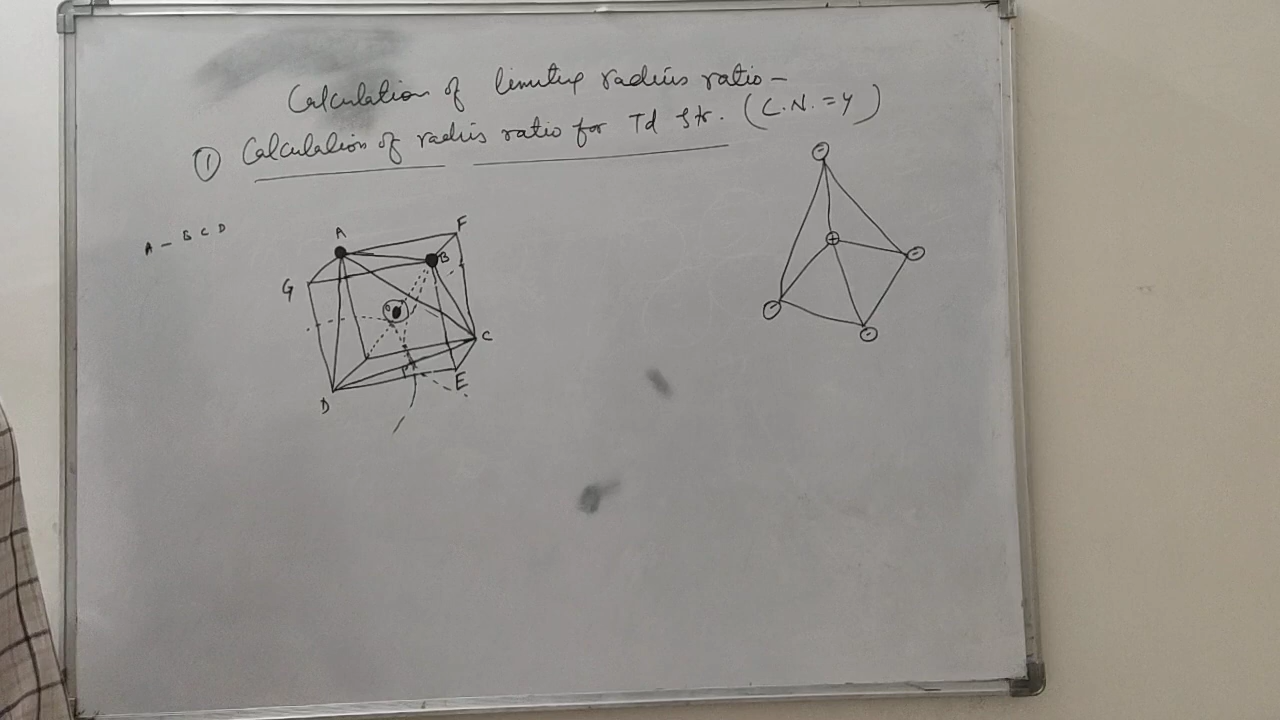 Calculation of limiting radius ratio –
① Calculation of radius ratio for Td Str. (C.N. = 4)
A – B C D
A
F
B
G
C
P
E
D